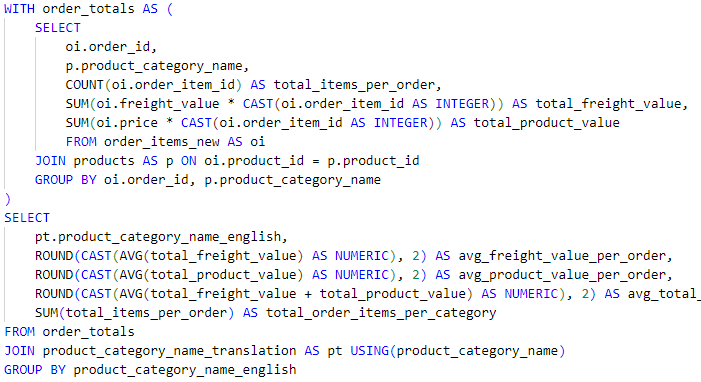 WITH order_totals AS (
    SELECT
        oi.order_id,
        p.product_category_name,
        COUNT(oi.order_item_id) AS total_items_per_order,
        SUM(oi.freight_value * CAST(oi.order_item_id AS INTEGER)) AS total_freight_value,
        SUM(oi.price * CAST(oi.order_item_id AS INTEGER)) AS total_product_value
        FROM order_items_new AS oi
    JOIN products AS p ON oi.product_id = p.product_id
    GROUP BY oi.order_id, p.product_category_name
)
SELECT
    pt.product_category_name_english,
    ROUND(CAST(AVG(total_freight_value) AS NUMERIC), 2) AS avg_freight_value_per_order,
    ROUND(CAST(AVG(total_product_value) AS NUMERIC), 2) AS avg_product_value_per_order,
    ROUND(CAST(AVG(total_freight_value + total_product_value) AS NUMERIC), 2) AS avg_total_
    SUM(total_items_per_order) AS total_order_items_per_category
FROM order_totals
JOIN product_category_name_translation AS pt USING(product_category_name)
GROUP BY product_category_name_english